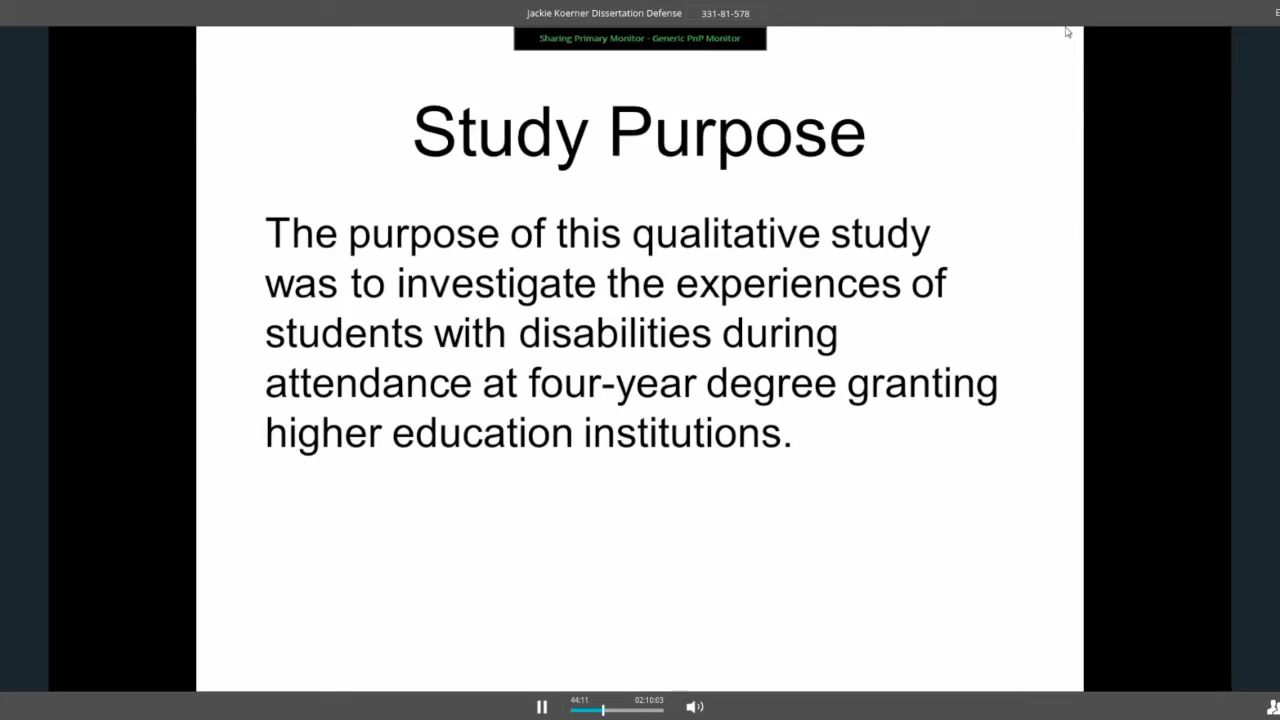 Jackie Koerner Dissertation Defense 331-81-578
E
Sharing Primary Monitor - Generic PnP Monitor
Study Purpose
The purpose of this qualitative study
was to investigate the experiences of
students with disabilities during
attendance at four-year degree granting
higher education institutions.
44:11 02:10:03